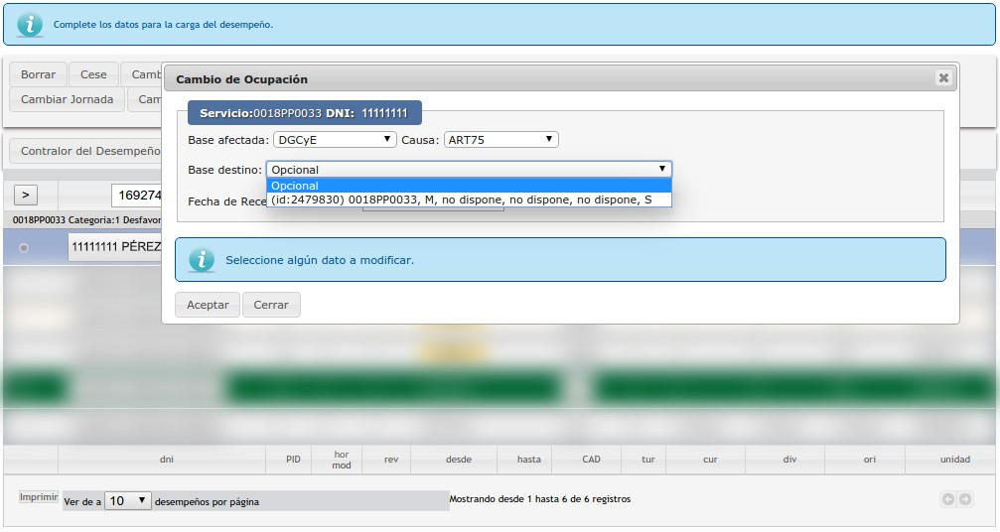 Complete los datos para la carga del desempeño.
Borrar Cese Camb
Cambiar Jornada Cam
Contralor del Desempeño
Cambio de Ocupación
Servicio:0018PP0033 DNI: 11111111
Base afectada: DGCyE Causa: ART75
Base destino: Opcional
Opcional
(id:2479830) 0018PP0033, M, no dispone, no dispone, no dispone, S
Fecha de Rece
Seleccione algún dato a modificar.
Aceptar Cerrar
> 169274
0018PP0033 Categoria:1 Desfavor
11111111 PÉREZ
dni PID hor mod rev desde hasta CAD tur cur div ori unidad
Imprimir Ver de a 10 desempeños por página Mostrando desde 1 hasta 6 de 6 registros